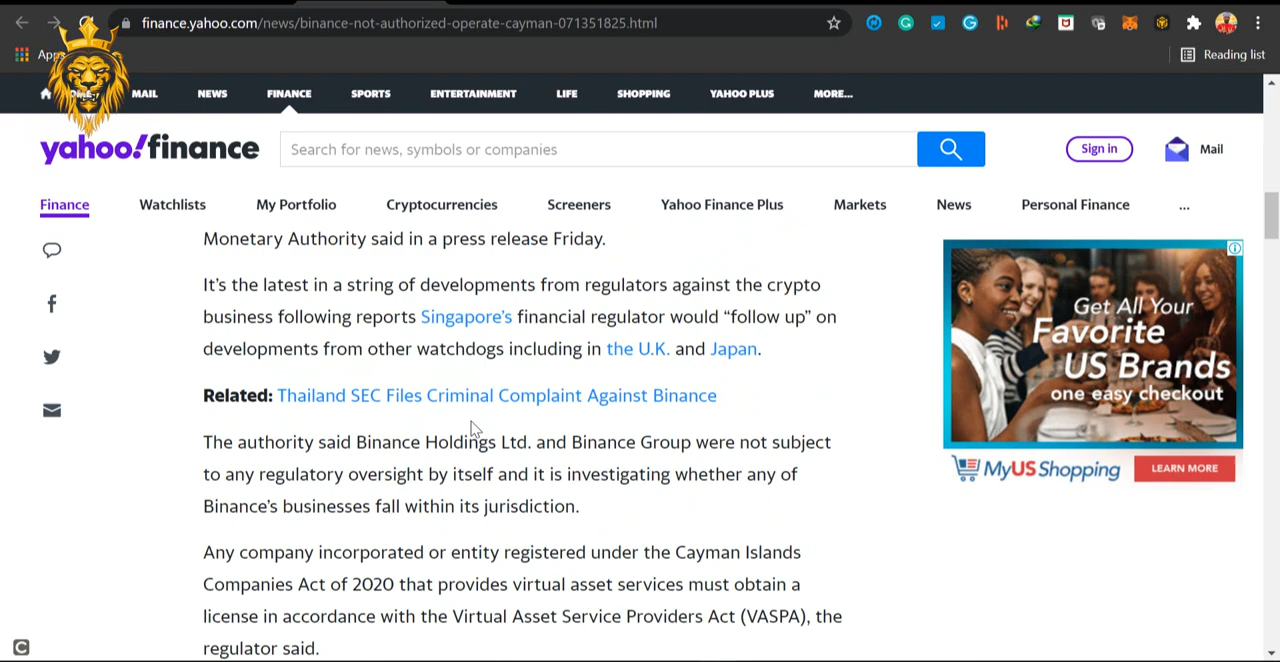 finance.yahoo.com/news/binance-not-authorized-operate-cayman-071351825.html
Apps
Reading list
MAIL NEWS FINANCE SPORTS ENTERTAINMENT LIFE SHOPPING YAHOO PLUS MORE...
yahoo!finance
Search for news, symbols or companies
Sign in
Mail
Finance Watchlists My Portfolio Cryptocurrencies Screeners Yahoo Finance Plus Markets News Personal Finance ...
Monetary Authority said in a press release Friday.
It's the latest in a string of developments from regulators against the crypto
business following reports Singapore's financial regulator would “follow up” on
developments from other watchdogs including in the U.K. and Japan.
Related: Thailand SEC Files Criminal Complaint Against Binance
The authority said Binance Holdings Ltd. and Binance Group were not subject
to any regulatory oversight by itself and it is investigating whether any of
Binance's businesses fall within its jurisdiction.
Any company incorporated or entity registered under the Cayman Islands
Companies Act of 2020 that provides virtual asset services must obtain a
license in accordance with the Virtual Asset Service Providers Act (VASPA), the
regulator said.
Get All Your
Favorite
US Brands
one easy checkout
MyUS Shopping
LEARN MORE